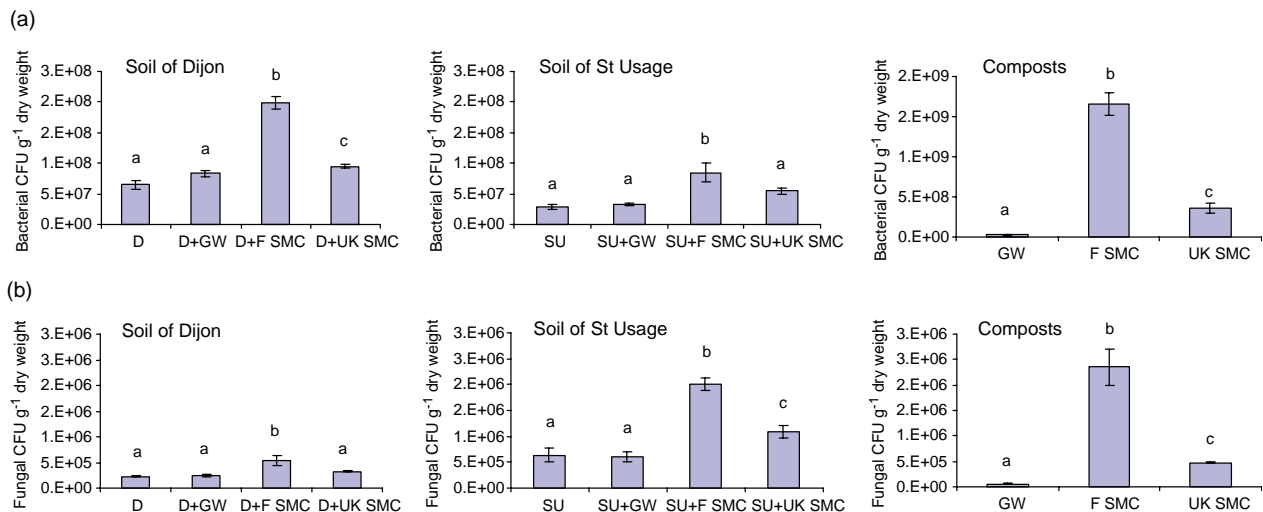 (a)
Soil of Dijon
Bacterial CFU g-1 dry weight
3.E+08
2.E+08
2.E+08
1.E+08
5.E+07
0.E+00
a
a
b
c
D
D+GW
D+F SMC
D+UK SMC
Soil of St Usage
Bacterial CFU g-1 dry weight
3.E+08
2.E+08
2.E+08
1.E+08
5.E+07
0.E+00
a
a
b
a
SU
SU+GW
SU+F SMC
SU+UK SMC
Composts
Bacterial CFU g-1 dry weight
2.E+09
2.E+09
1.E+09
5.E+08
0.E+00
a
b
c
GW
F SMC
UK SMC
(b)
Soil of Dijon
Fungal CFU g-1 dry weight
3.E+06
3.E+06
2.E+06
2.E+06
1.E+06
5.E+05
0.E+00
a
a
b
a
D
D+GW
D+F SMC
D+UK SMC
Soil of St Usage
Fungal CFU g-1 dry weight
3.E+06
3.E+06
2.E+06
2.E+06
1.E+06
5.E+05
0.E+00
a
a
b
c
SU
SU+GW
SU+F SMC
SU+UK SMC
Composts
Fungal CFU g-1 dry weight
3.E+06
3.E+06
2.E+06
2.E+06
1.E+06
5.E+05
0.E+00
a
b
c
GW
F SMC
UK SMC